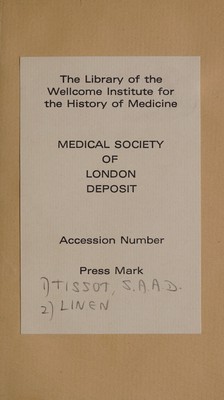 The Library of the
Wellcome Institute for
the History of Medicine
MEDICAL SOCIETY
OF
LONDON
DEPOSIT
Accession Number
Press Mark
1) TISSOT, S.A.A.D.
2) LINEN